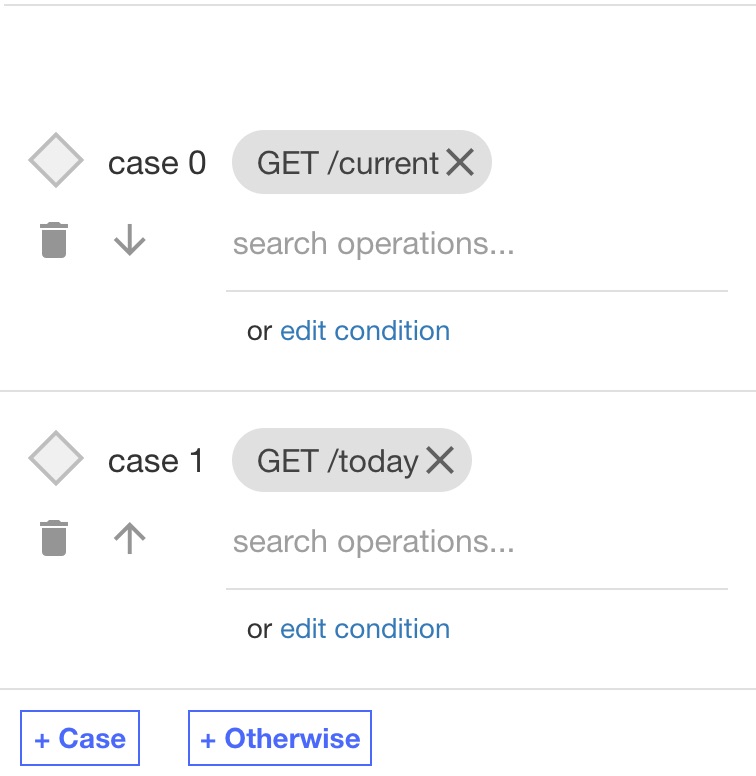 case 0 GET /current
search operations...
or edit condition
case 1 GET /today
search operations...
or edit condition
+ Case + Otherwise